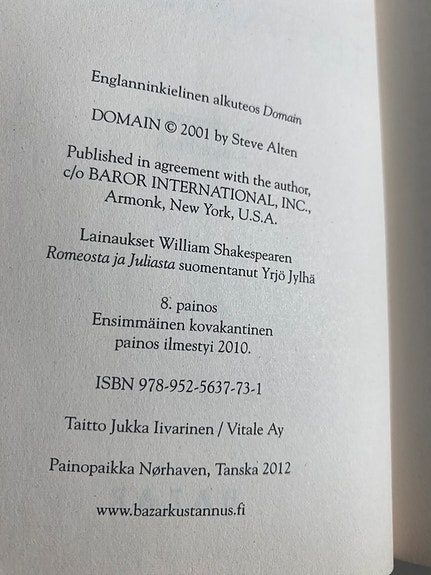 Englanninkielinen alkuteos Domain
DOMAIN © 2001 by Steve Alten
Published in agreement with the author,
c/o BAROR INTERNATIONAL, INC.,
Armonk, New York, U.S.A.
Lainaukset William Shakespearen
Romeosta ja Juliasta suomentanut Yrjö Jylhä
8. painos
Ensimmäinen kovakantinen
painos ilmestyi 2010.
ISBN 978-952-5637-73-1
Taitto Jukka Iivarinen / Vitale Ay
Painopaikka Nørhaven, Tanska 2012
www.bazarkustannus.fi